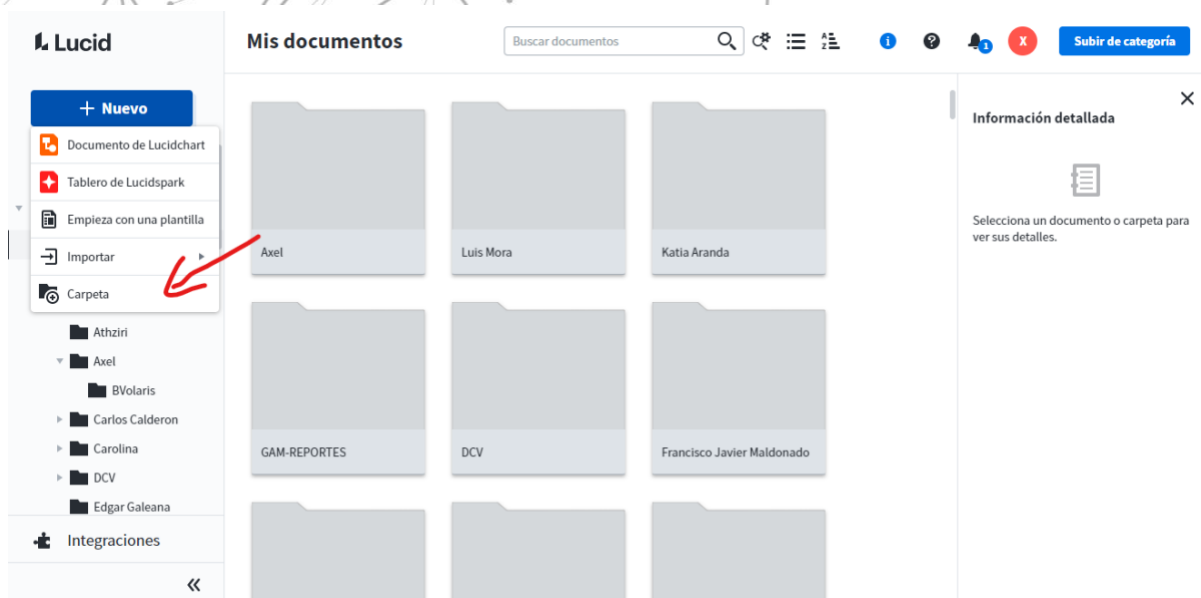 Lucid
Mis documentos
Buscar documentos
1
X
Subir de categoría
+ Nuevo
Documento de Lucidchart
Tablero de Lucidspark
Empieza con una plantilla
Importar
Carpeta
Athziri
Axel
BVolaris
Carlos Calderon
Carolina
DCV
Edgar Galeana
Integraciones
Axel
Luis Mora
Katia Aranda
GAM-REPORTES
DCV
Francisco Javier Maldonado
Información detallada
Selecciona un documento o carpeta para
ver sus detalles.